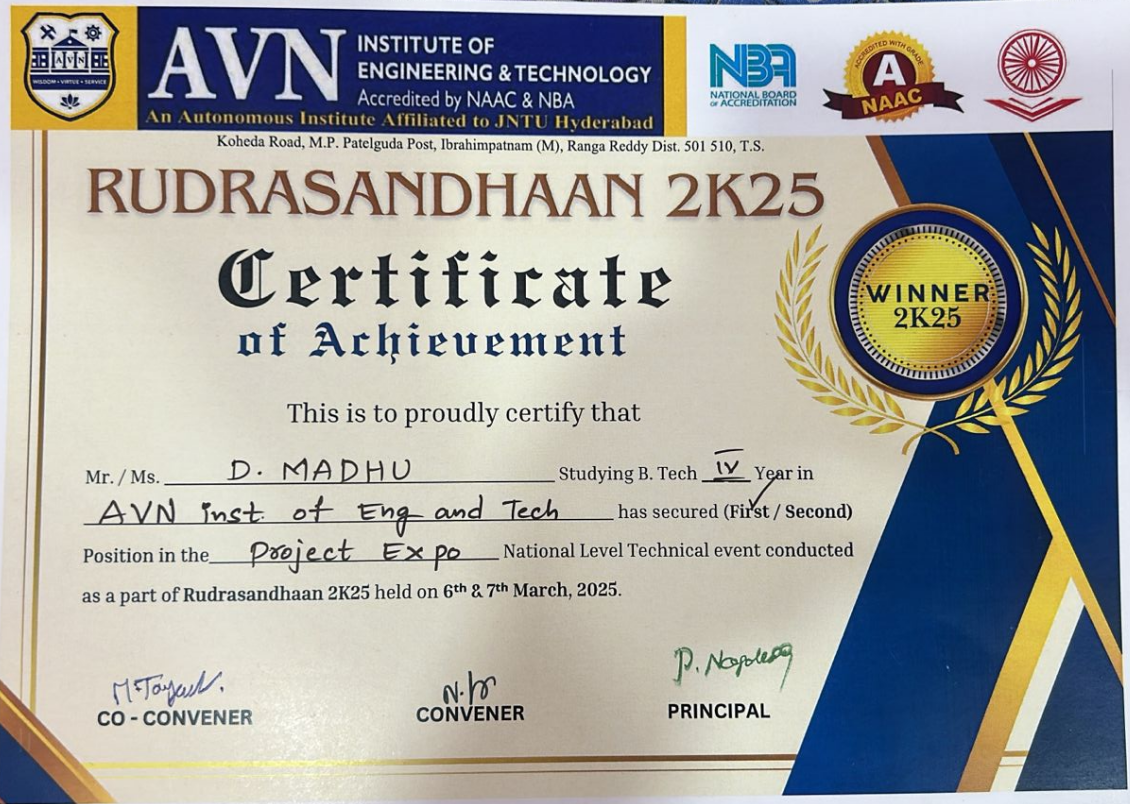 AVN
INSTITUTE OF
ENGINEERING & TECHNOLOGY
Accredited by NAAC & NBA
An Autonomous Institute Affiliated to JNTU Hyderabad
AVN
WISDOM • VIRTUE • SERVICE
NBA
NATIONAL BOARD
of ACCREDITATION
ACCREDITED WITH GRADE
A
NAAC
Koheda Road, M.P. Patelguda Post, Ibrahimpatnam (M), Ranga Reddy Dist. 501 510, T.S.
RUDRASANDHAAN 2K25
Certificate
of Achievement
WINNER
2K25
This is to proudly certify that
Mr. / Ms. D. MADHU Studying B. Tech IV Year in
AVN inst. of Eng and Tech has secured (First / Second)
Position in the Project Expo National Level Technical event conducted
as a part of Rudrasandhaan 2K25 held on 6th & 7th March, 2025.
CO - CONVENER
CONVENER
PRINCIPAL